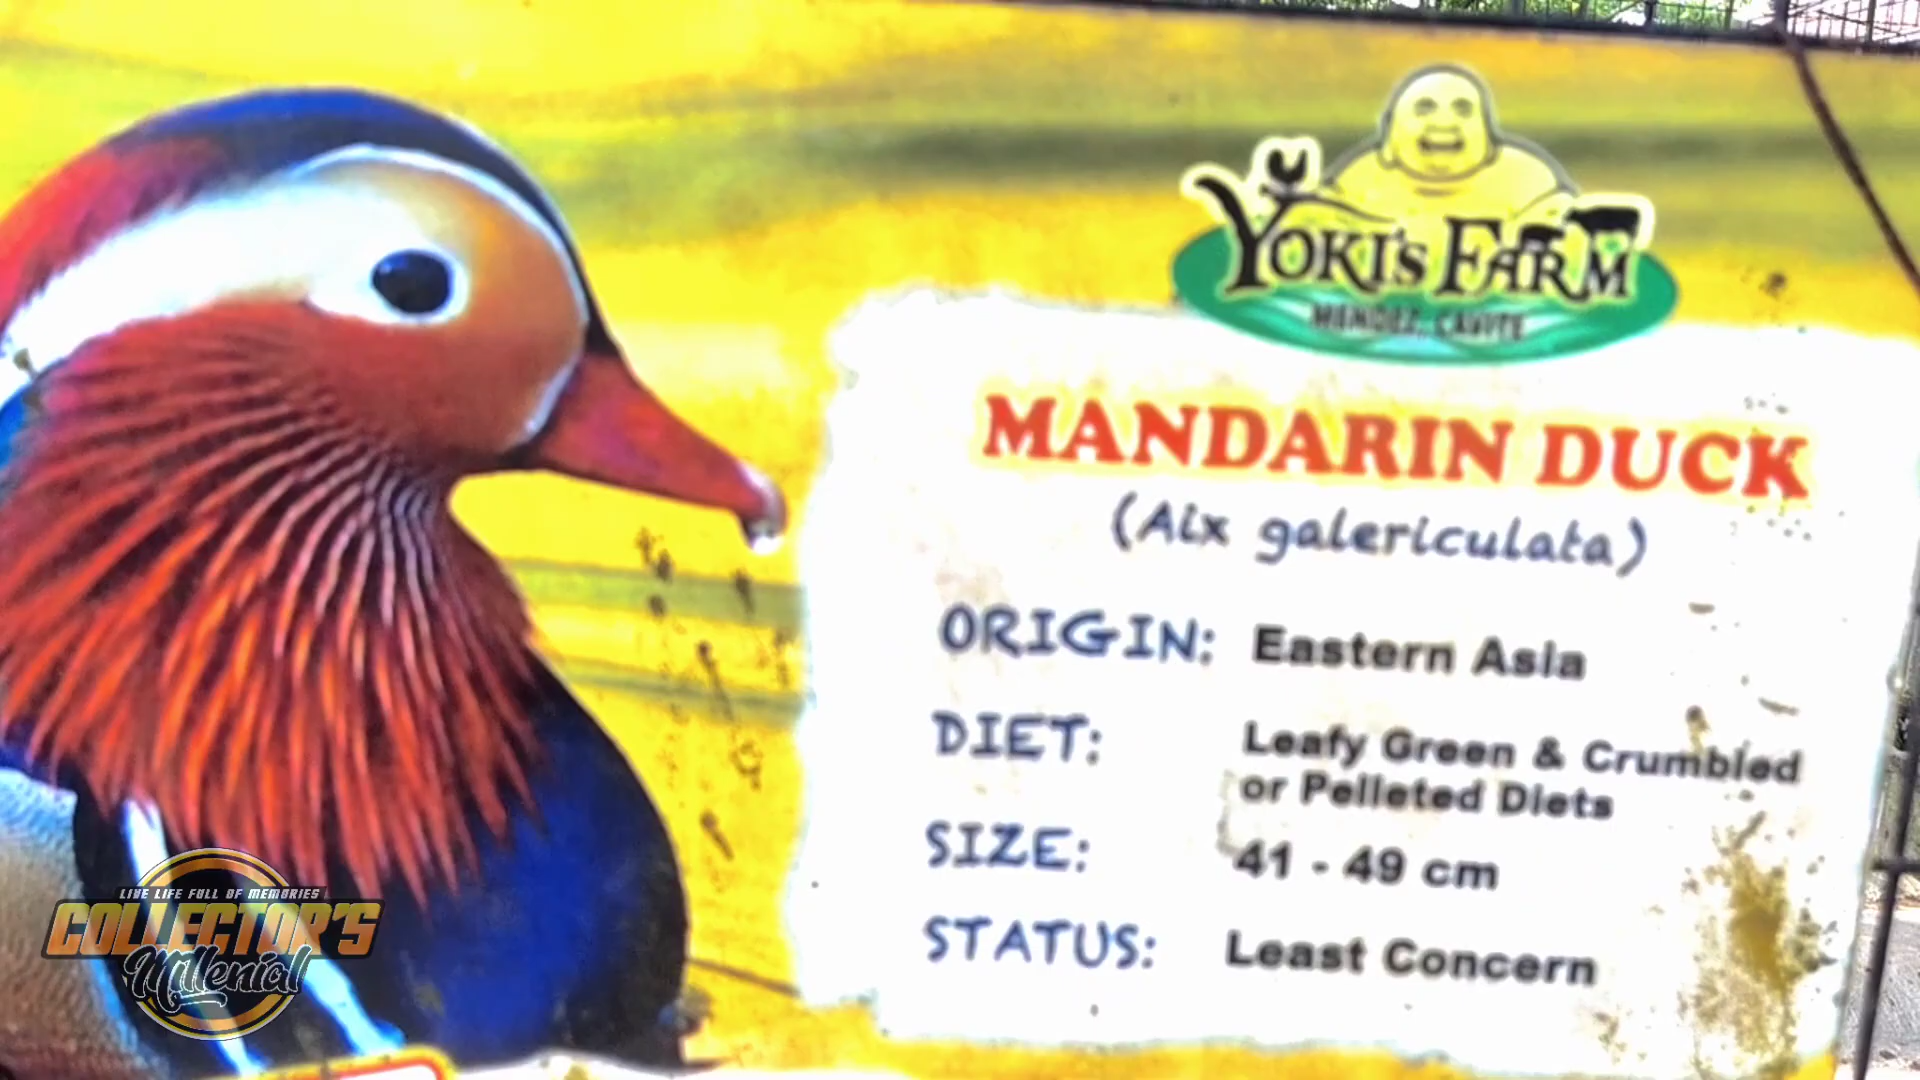 YOKI'S FARM
MENDEZ, CAVITE
MANDARIN DUCK
(Aix galericulata)
ORIGIN: Eastern Asia
DIET: Leafy Green & Crumbled
or Pelleted Diets
SIZE: 41 - 49 cm
STATUS: Least Concern
LIVE LIFE FULL OF MEMORIES
COLLECTOR'S
Millenial